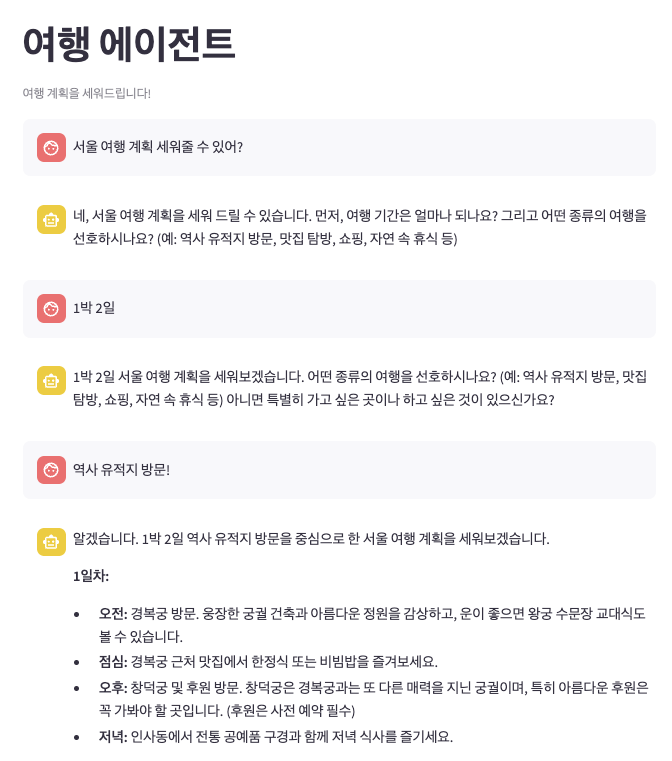 여행 에이전트
여행 계획을 세워드립니다!
서울 여행 계획 세워줄 수 있어?
네, 서울 여행 계획을 세워 드릴 수 있습니다. 먼저, 여행 기간은 얼마나 되나요? 그리고 어떤 종류의 여행을
선호하시나요? (예: 역사 유적지 방문, 맛집 탐방, 쇼핑, 자연 속 휴식 등)
1박 2일
1박 2일 서울 여행 계획을 세워보겠습니다. 어떤 종류의 여행을 선호하시나요? (예: 역사 유적지 방문, 맛집
탐방, 쇼핑, 자연 속 휴식 등) 아니면 특별히 가고 싶은 곳이나 하고 싶은 것이 있으신가요?
역사 유적지 방문!
알겠습니다. 1박 2일 역사 유적지 방문을 중심으로 한 서울 여행 계획을 세워보겠습니다.
1일차:
• 오전: 경복궁 방문. 웅장한 궁궐 건축과 아름다운 정원을 감상하고, 운이 좋으면 왕궁 수문장 교대식도
볼 수 있습니다.
• 점심: 경복궁 근처 맛집에서 한정식 또는 비빔밥을 즐겨보세요.
• 오후: 창덕궁 및 후원 방문. 창덕궁은 경복궁과는 또 다른 매력을 지닌 궁궐이며, 특히 아름다운 후원은
꼭 가봐야 할 곳입니다. (후원은 사전 예약 필수)
• 저녁: 인사동에서 전통 공예품 구경과 함께 저녁 식사를 즐기세요.